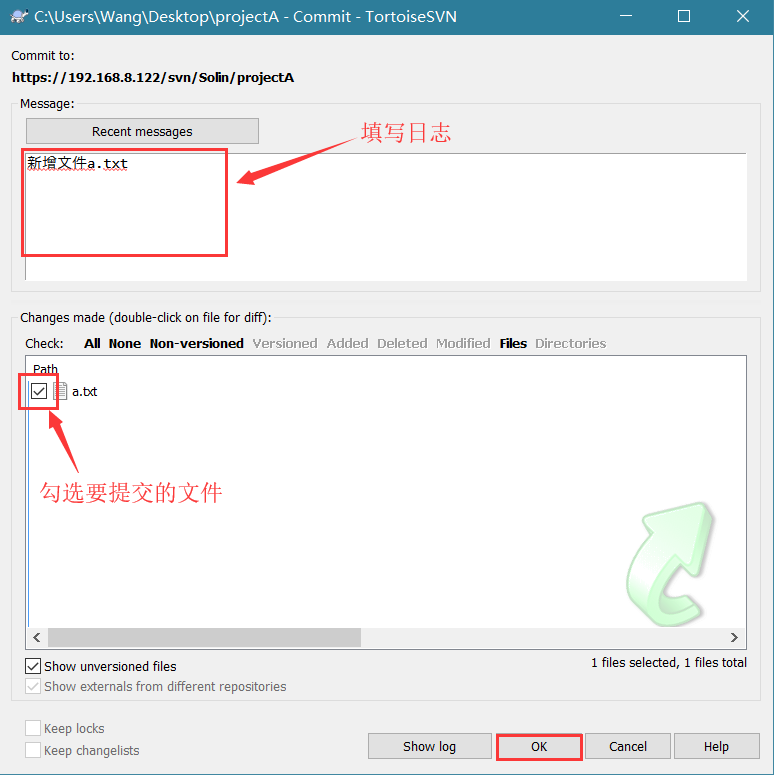 C:\Users\Wang\Desktop\projectA - Commit - TortoiseSVN
Commit to:
https://192.168.8.122/svn/Solin/projectA
Message:
Recent messages
填写日志
新增文件a.txt
Changes made (double-click on file for diff):
Check: All None Non-versioned Versioned Added Deleted Modified Files Directories
Path
a.txt
勾选要提交的文件
Show unversioned files
1 files selected, 1 files total
Show externals from different repositories
Keep locks
Keep changelists
Show log OK Cancel Help